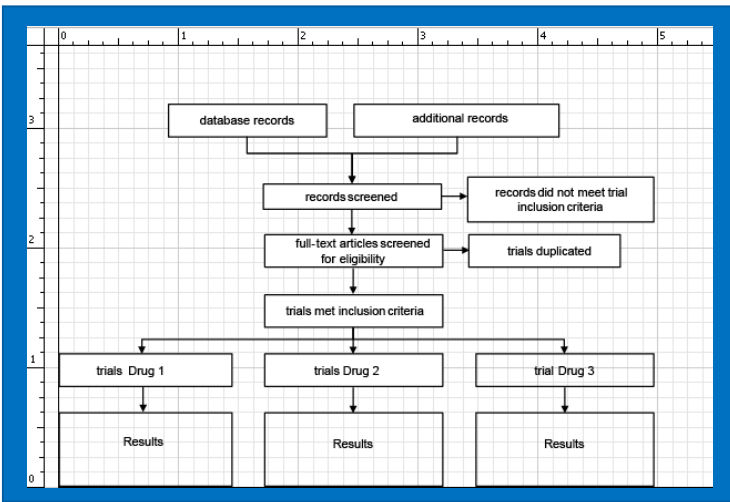 0 1 2 3 4 5
3
2
1
0
database records
additional records
records screened
records did not meet trial
inclusion criteria
full-text articles screened
for eligibility
trials duplicated
trials met inclusion criteria
trials Drug 1
trials Drug 2
trial Drug 3
Results
Results
Results